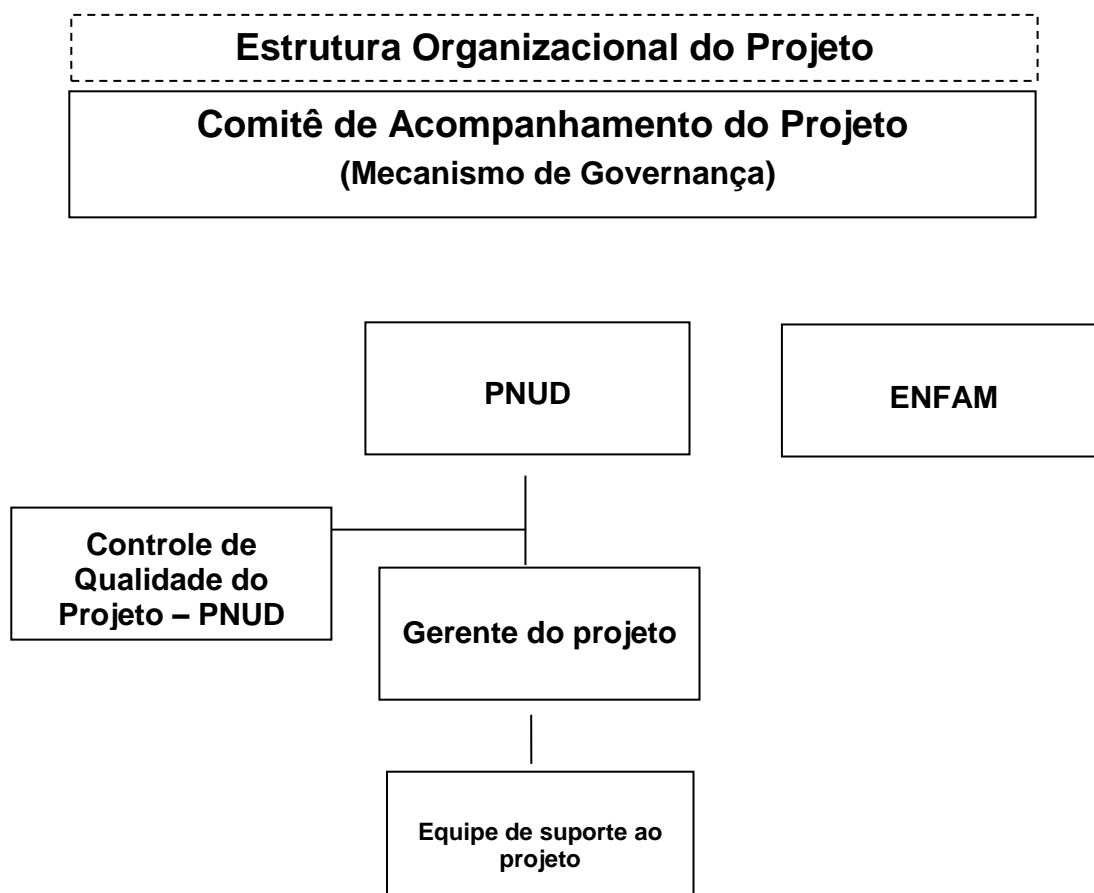 Estrutura Organizacional do Projeto
Comitê de Acompanhamento do Projeto
(Mecanismo de Governança)
PNUD
ENFAM
Controle de
Qualidade do
Projeto – PNUD
Gerente do projeto
Equipe de suporte ao
projeto